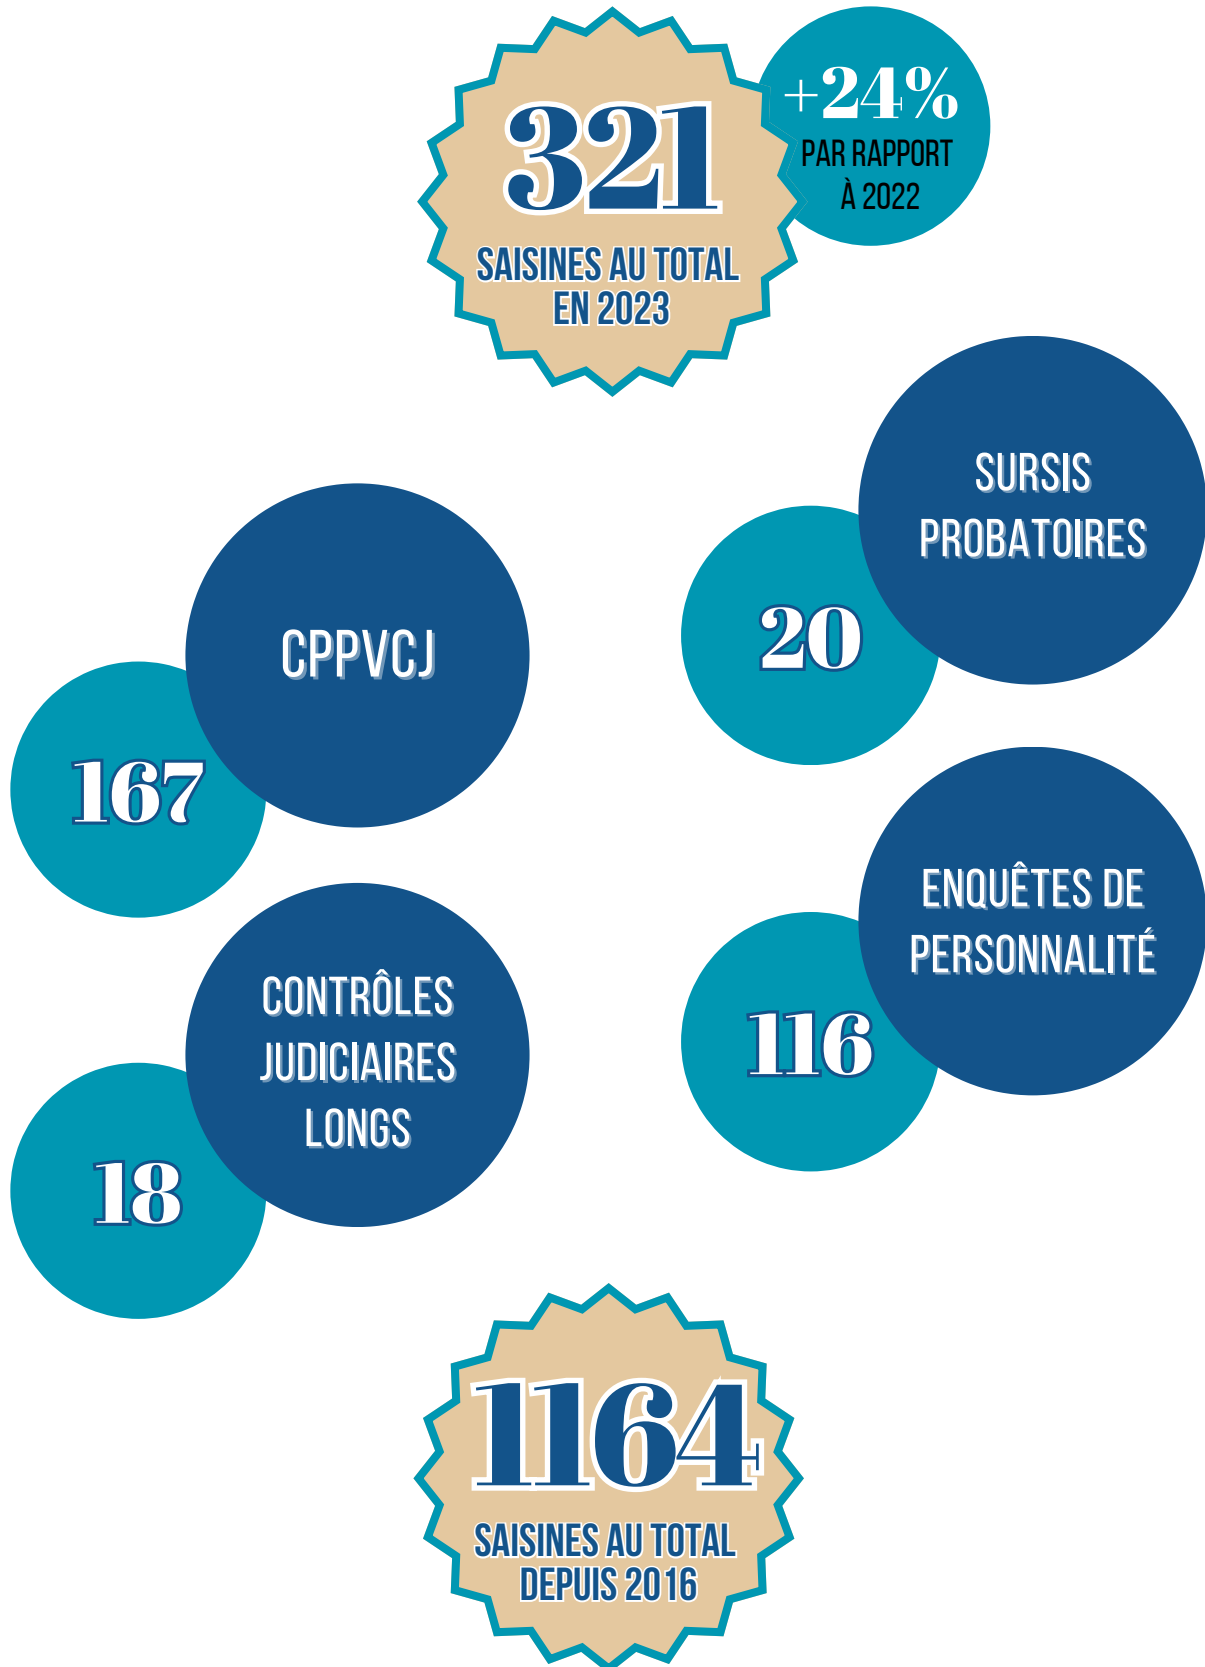 321
SAISINES AU TOTAL
EN 2023
+24%
PAR RAPPORT
À 2022
CPPVCJ
167
SURSIS
PROBATOIRES
20
CONTRÔLES
JUDICIAIRES
LONGS
18
ENQUÊTES DE
PERSONNALITÉ
116
1164
SAISINES AU TOTAL
DEPUIS 2016